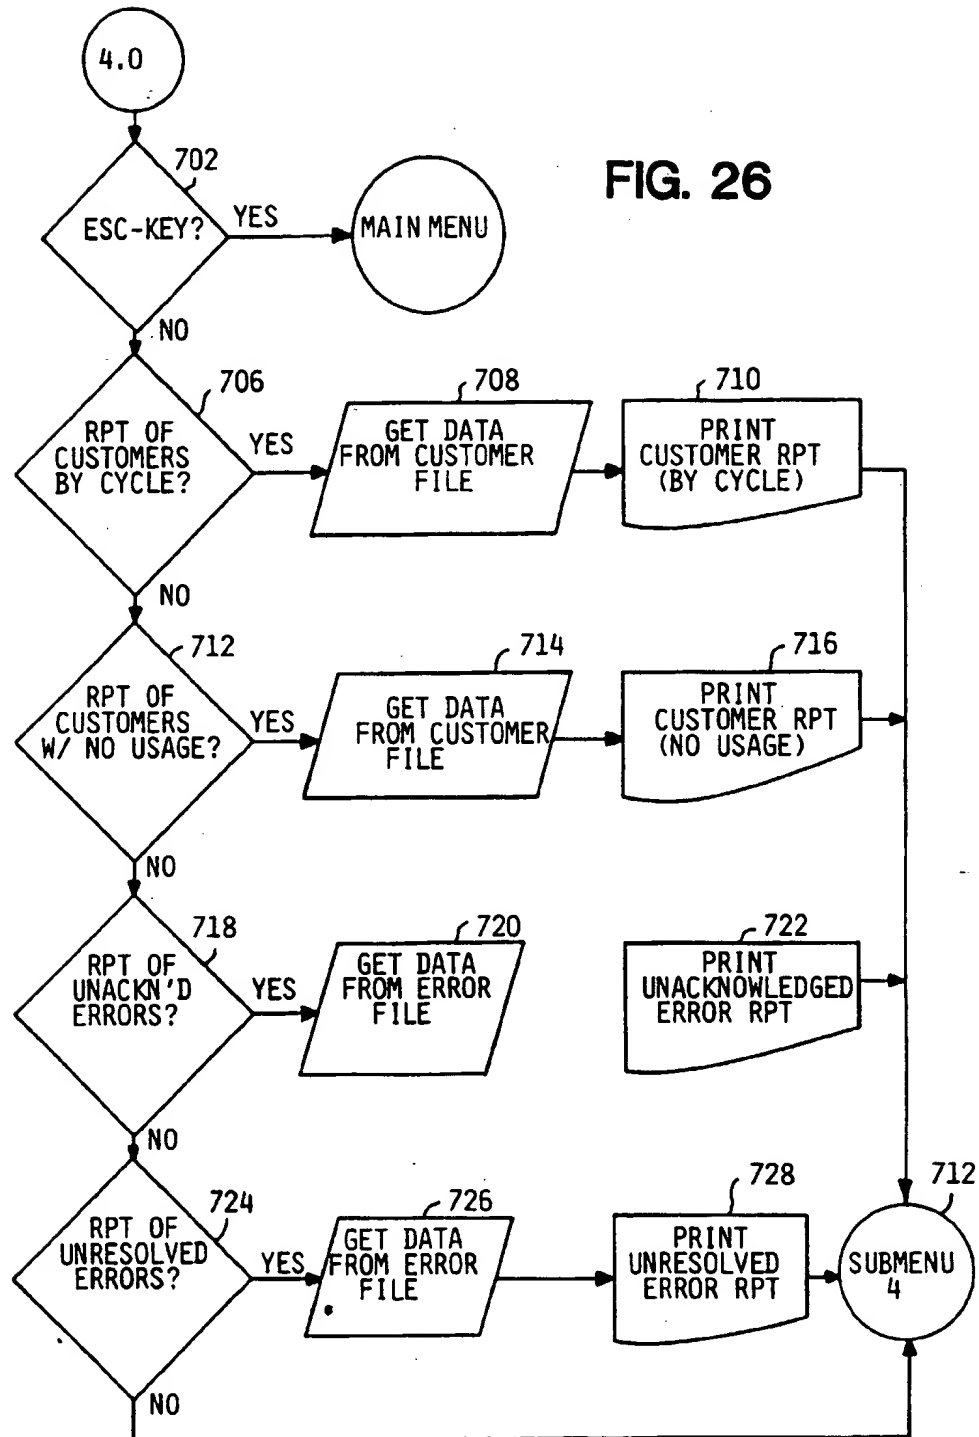 4.0
702
ESC-KEY?
YES
MAIN MENU
FIG. 26
NO
706
RPT OF
CUSTOMERS
BY CYCLE?
YES
708
GET DATA
FROM CUSTOMER
FILE
710
PRINT
CUSTOMER RPT
(BY CYCLE)
NO
712
RPT OF
CUSTOMERS
W/ NO USAGE?
YES
714
GET DATA
FROM CUSTOMER
FILE
716
PRINT
CUSTOMER RPT
(NO USAGE)
NO
718
RPT OF
UNACKN'D
ERRORS?
YES
720
GET DATA
FROM ERROR
FILE
722
PRINT
UNACKNOWLEDGED
ERROR RPT
NO
724
RPT OF
UNRESOLVED
ERRORS?
YES
726
GET DATA
FROM ERROR
FILE
728
PRINT
UNRESOLVED
ERROR RPT
712
SUBMENU
4
NO